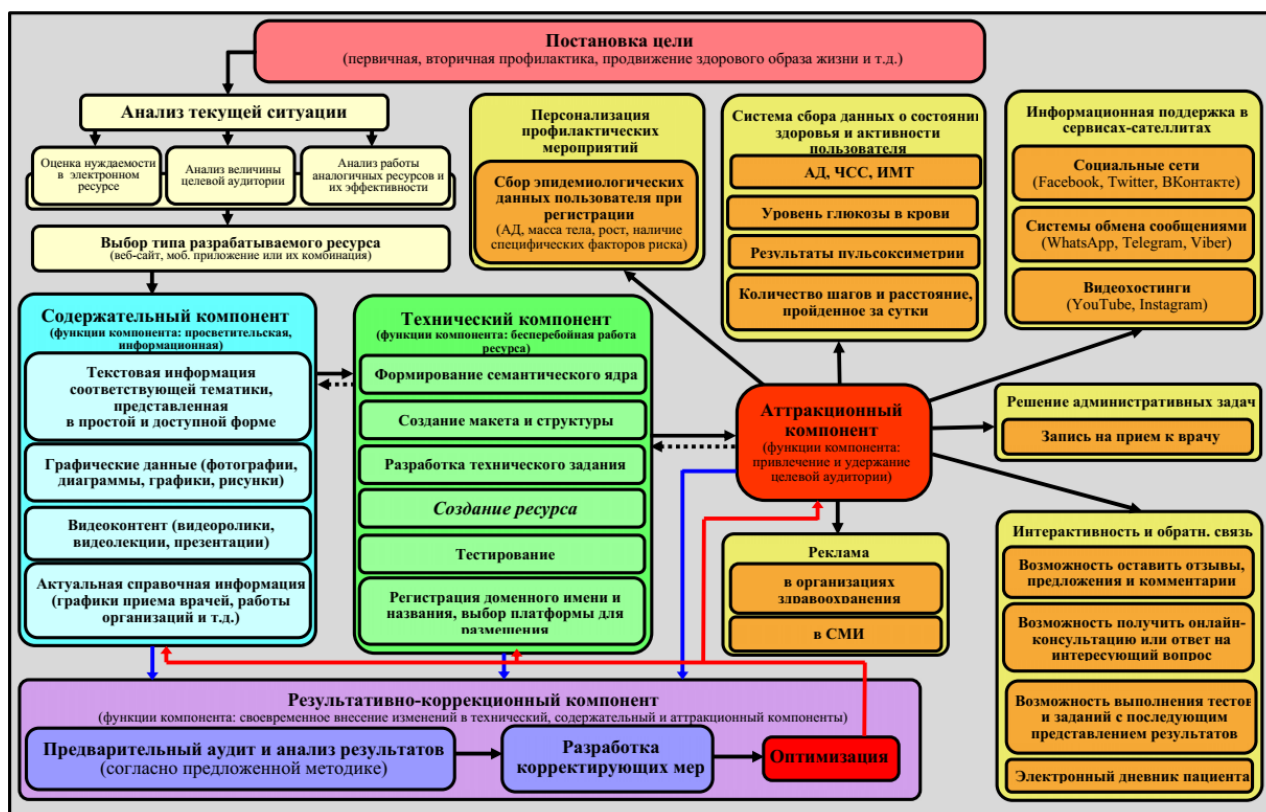 Постановка цели
(первичная, вторичная профилактика, продвижение здорового образа жизни и т.д.)
Анализ текущей ситуации
Оценка нуждаемости
в электронном
ресурсе
Анализ величины
целевой аудитории
Анализ работы
аналогичных ресурсов и
их эффективности
Выбор типа разрабатываемого ресурса
(веб-сайт, моб. приложение или их комбинация)
Персонализация
профилактических
мероприятий
Сбор эпидемиологических
данных пользователя при
регистрации
(АД, масса тела, рост, наличие
специфических факторов риска)
Система сбора данных о состоянии
здоровья и активности
пользователя
АД, ЧСС, ИМТ
Уровень глюкозы в крови
Результаты пульсоксиметрии
Количество шагов и расстояние,
пройденное за сутки
Информационная поддержка в
сервисах-сателлитах
Социальные сети
(Facebook, Twitter, ВКонтакте)
Системы обмена сообщениями
(WhatsApp, Telegram, Viber)
Видеохостинги
(YouTube, Instagram)
Содержательный компонент
(функции компонента: просветительская,
информационная)
Текстовая информация
соответствующей тематики,
представленная
в простой и доступной форме
Графические данные (фотографии,
диаграммы, графики, рисунки)
Видеоконтент (видеоролики,
видеолекции, презентации)
Актуальная справочная информация
(графики приема врачей, работы
организаций и т.д.)
Технический компонент
(функции компонента: бесперебойная работа
ресурса)
Формирование семантического ядра
Создание макета и структуры
Разработка технического задания
Создание ресурса
Тестирование
Регистрация доменного имени и
названия, выбор платформы для
размещения
Аттракционный
компонент
(функции компонента:
привлечение и удержание
целевой аудитории)
Решение административных задач
Запись на прием к врачу
Реклама
в организациях
здравоохранения
в СМИ
Интерактивность и обратн. связь
Возможность оставить отзывы,
предложения и комментарии
Возможность получить онлайн-
консультацию или ответ на
интересующий вопрос
Возможность выполнения тестов
и заданий с последующим
представлением результатов
Электронный дневник пациента
Результативно-коррекционный компонент
(функции компонента: своевременное внесение изменений в технический, содержательный и аттракционный компоненты)
Предварительный аудит и анализ результатов
(согласно предложенной методике)
Разработка
корректирующих мер
Оптимизация